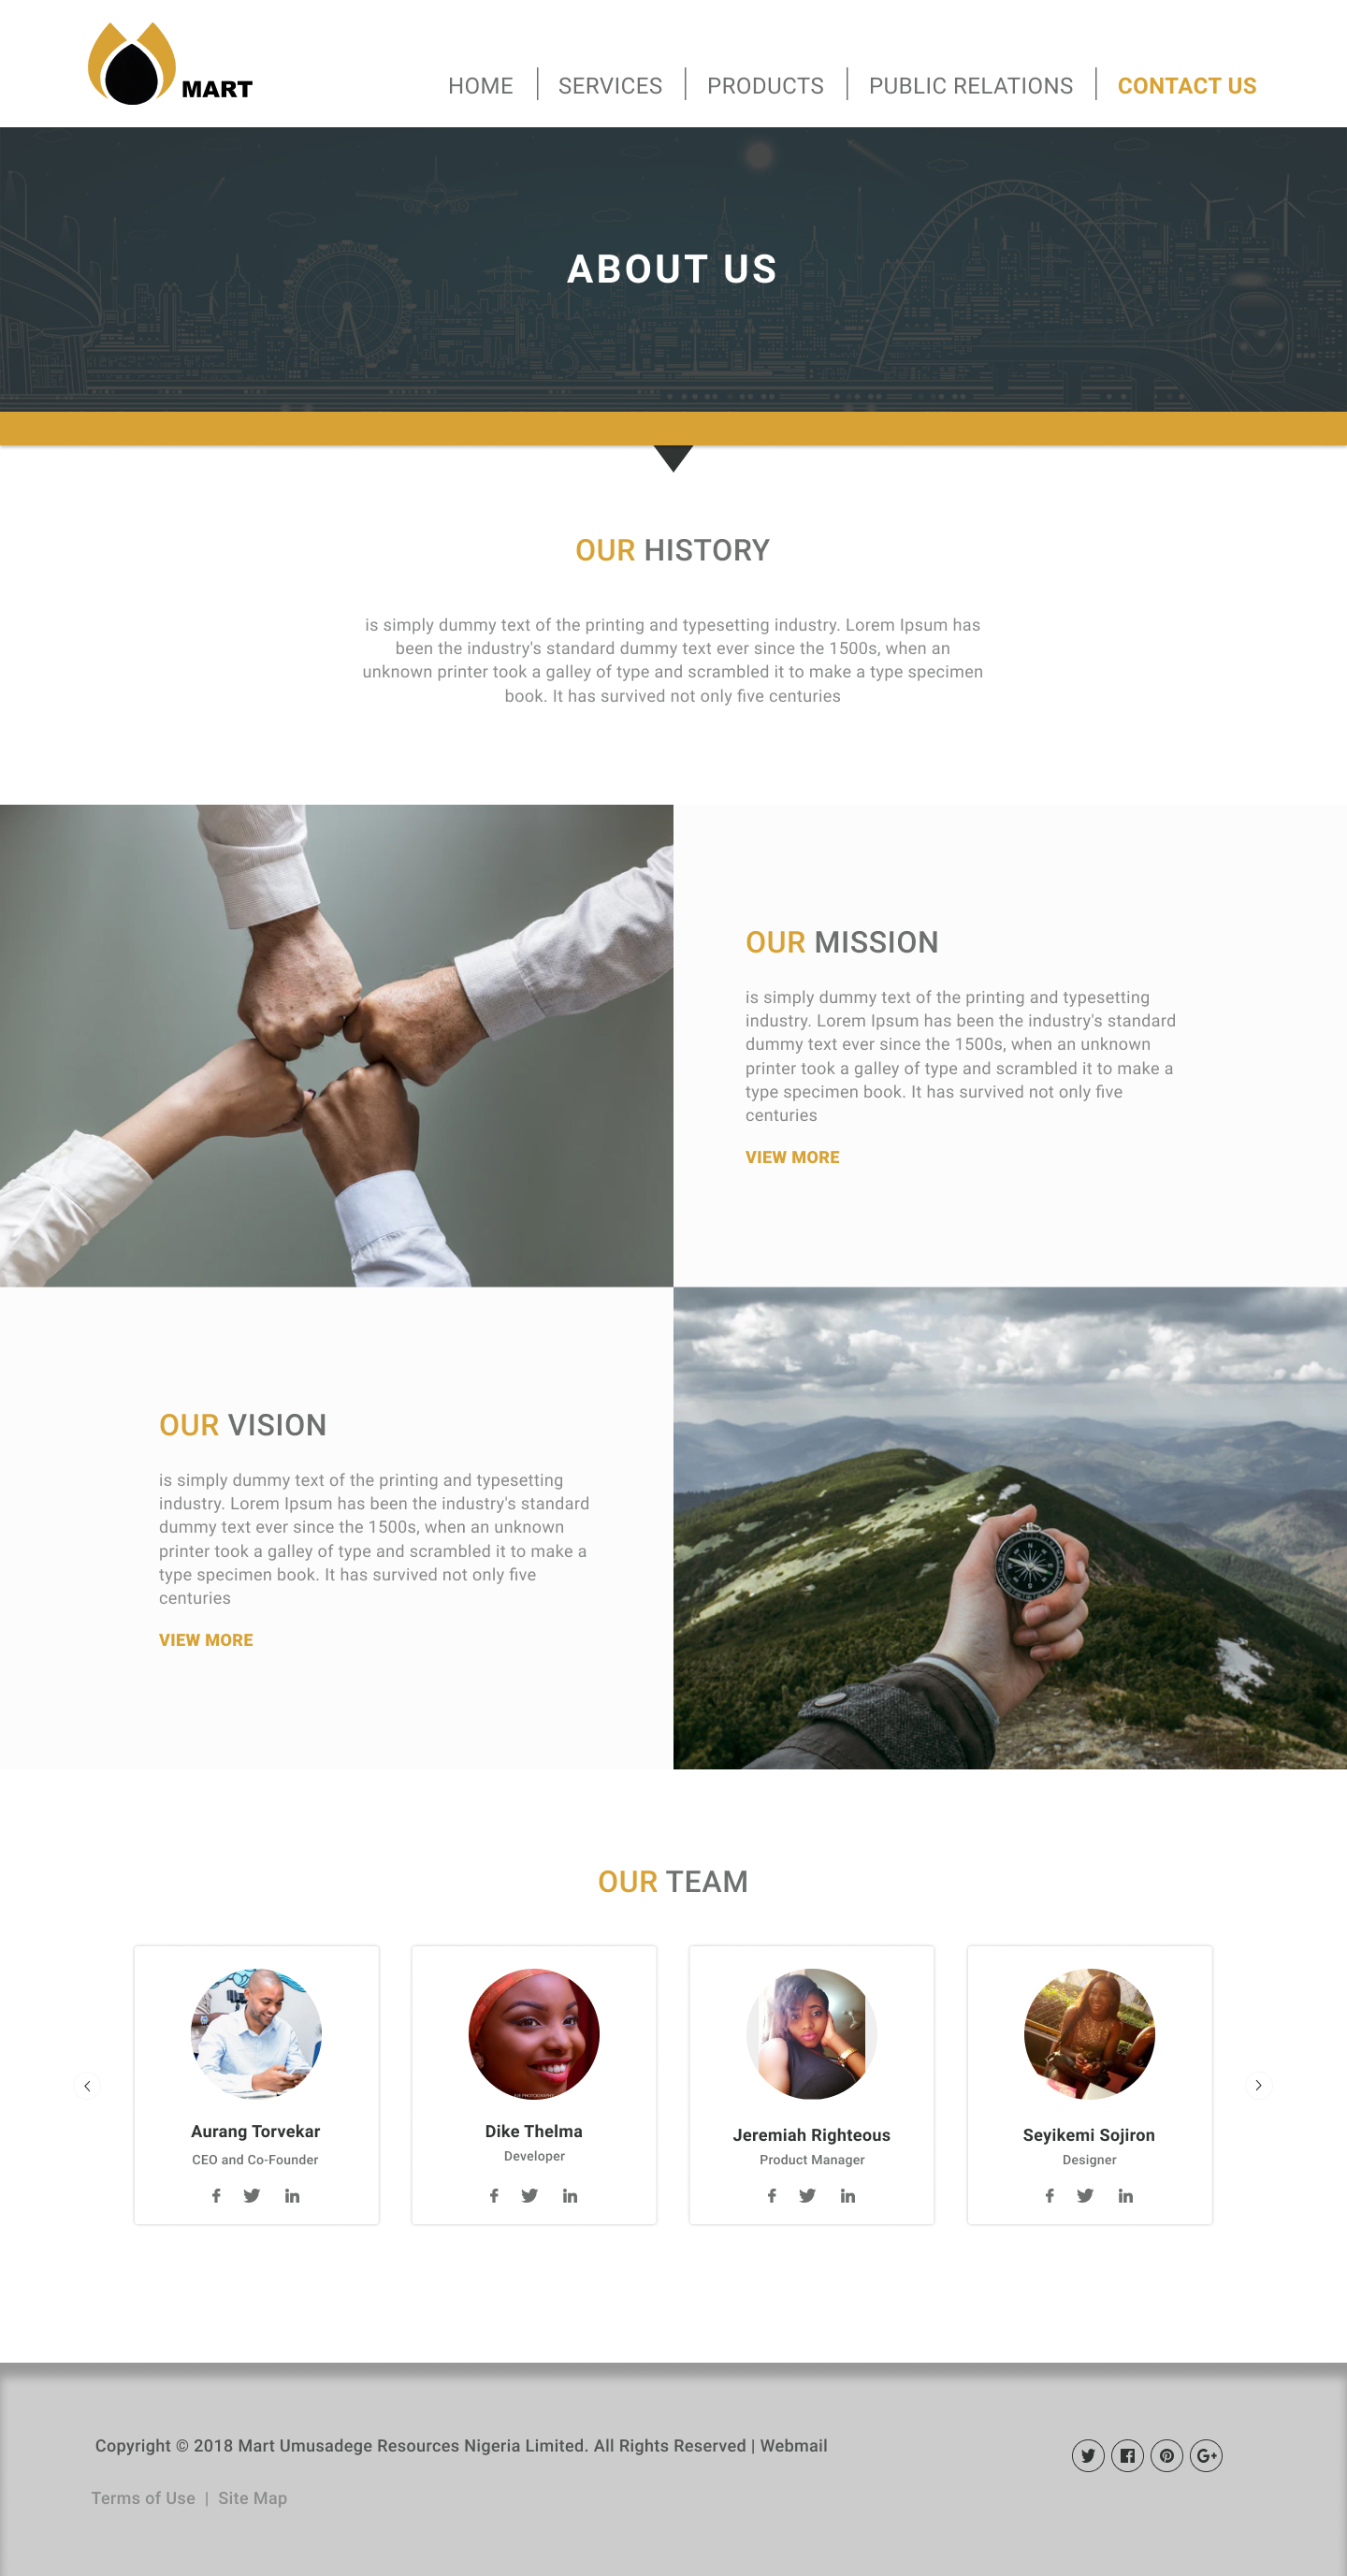 MART
HOME
SERVICES
PRODUCTS
PUBLIC RELATIONS
CONTACT US
ABOUT US
OUR HISTORY
is simply dummy text of the printing and typesetting industry. Lorem Ipsum has
been the industry's standard dummy text ever since the 1500s, when an
unknown printer took a galley of type and scrambled it to make a type specimen
book. It has survived not only five centuries
OUR MISSION
is simply dummy text of the printing and typesetting
industry. Lorem Ipsum has been the industry's standard
dummy text ever since the 1500s, when an unknown
printer took a galley of type and scrambled it to make a
type specimen book. It has survived not only five
centuries
VIEW MORE
OUR VISION
is simply dummy text of the printing and typesetting
industry. Lorem Ipsum has been the industry's standard
dummy text ever since the 1500s, when an unknown
printer took a galley of type and scrambled it to make a
type specimen book. It has survived not only five
centuries
VIEW MORE
OUR TEAM
Aurang Torvekar
CEO and Co-Founder
Dike Thelma
Developer
Jeremiah Righteous
Product Manager
Seyikemi Sojiron
Designer
Copyright © 2018 Mart Umusadege Resources Nigeria Limited. All Rights Reserved | Webmail
Terms of Use | Site Map